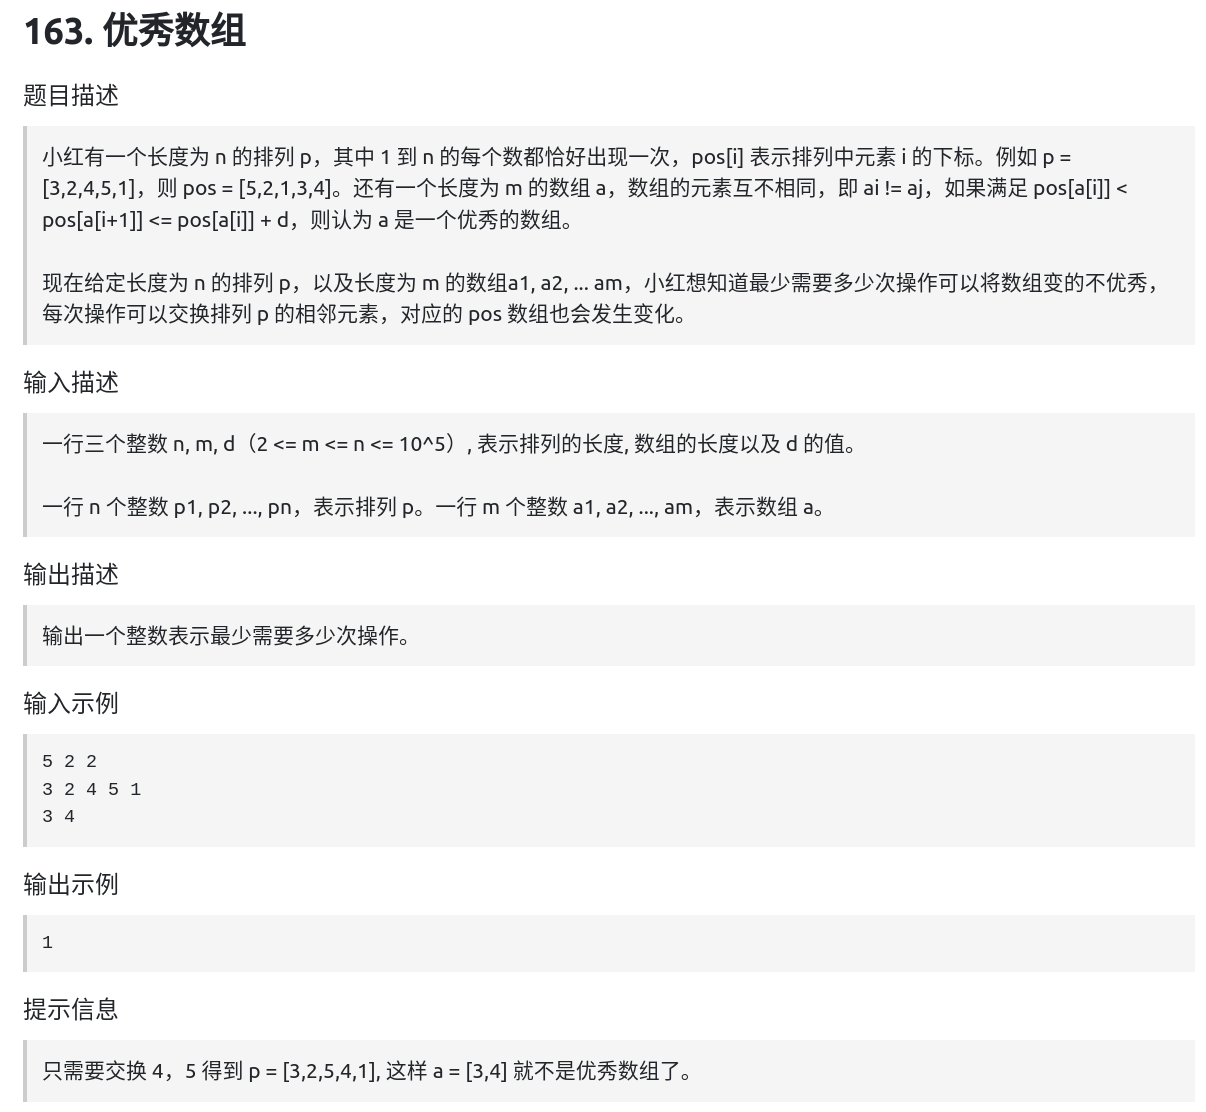 163. 优秀数组
题目描述
小红有一个长度为 n 的排列 p，其中 1 到 n 的每个数都恰好出现一次，pos[i] 表示排列中元素 i 的下标。例如 p =
[3,2,4,5,1]，则 pos = [5,2,1,3,4]。还有一个长度为 m 的数组 a，数组的元素互不相同，即 ai != aj，如果满足 pos[a[i]] <
pos[a[i+1]] <= pos[a[i]] + d，则认为 a 是一个优秀的数组。
现在给定长度为 n 的排列 p，以及长度为 m 的数组a1, a2, ... am，小红想知道最少需要多少次操作可以将数组变的不优秀，
每次操作可以交换排列 p 的相邻元素，对应的 pos 数组也会发生变化。
输入描述
一行三个整数 n, m, d（2 <= m <= n <= 10^5）, 表示排列的长度, 数组的长度以及 d 的值。
一行 n 个整数 p1, p2, ..., pn，表示排列 p。一行 m 个整数 a1, a2, ..., am，表示数组 a。
输出描述
输出一个整数表示最少需要多少次操作。
输入示例
5 2 2
3 2 4 5 1
3 4
输出示例
1
提示信息
只需要交换 4，5 得到 p = [3,2,5,4,1], 这样 a = [3,4] 就不是优秀数组了。